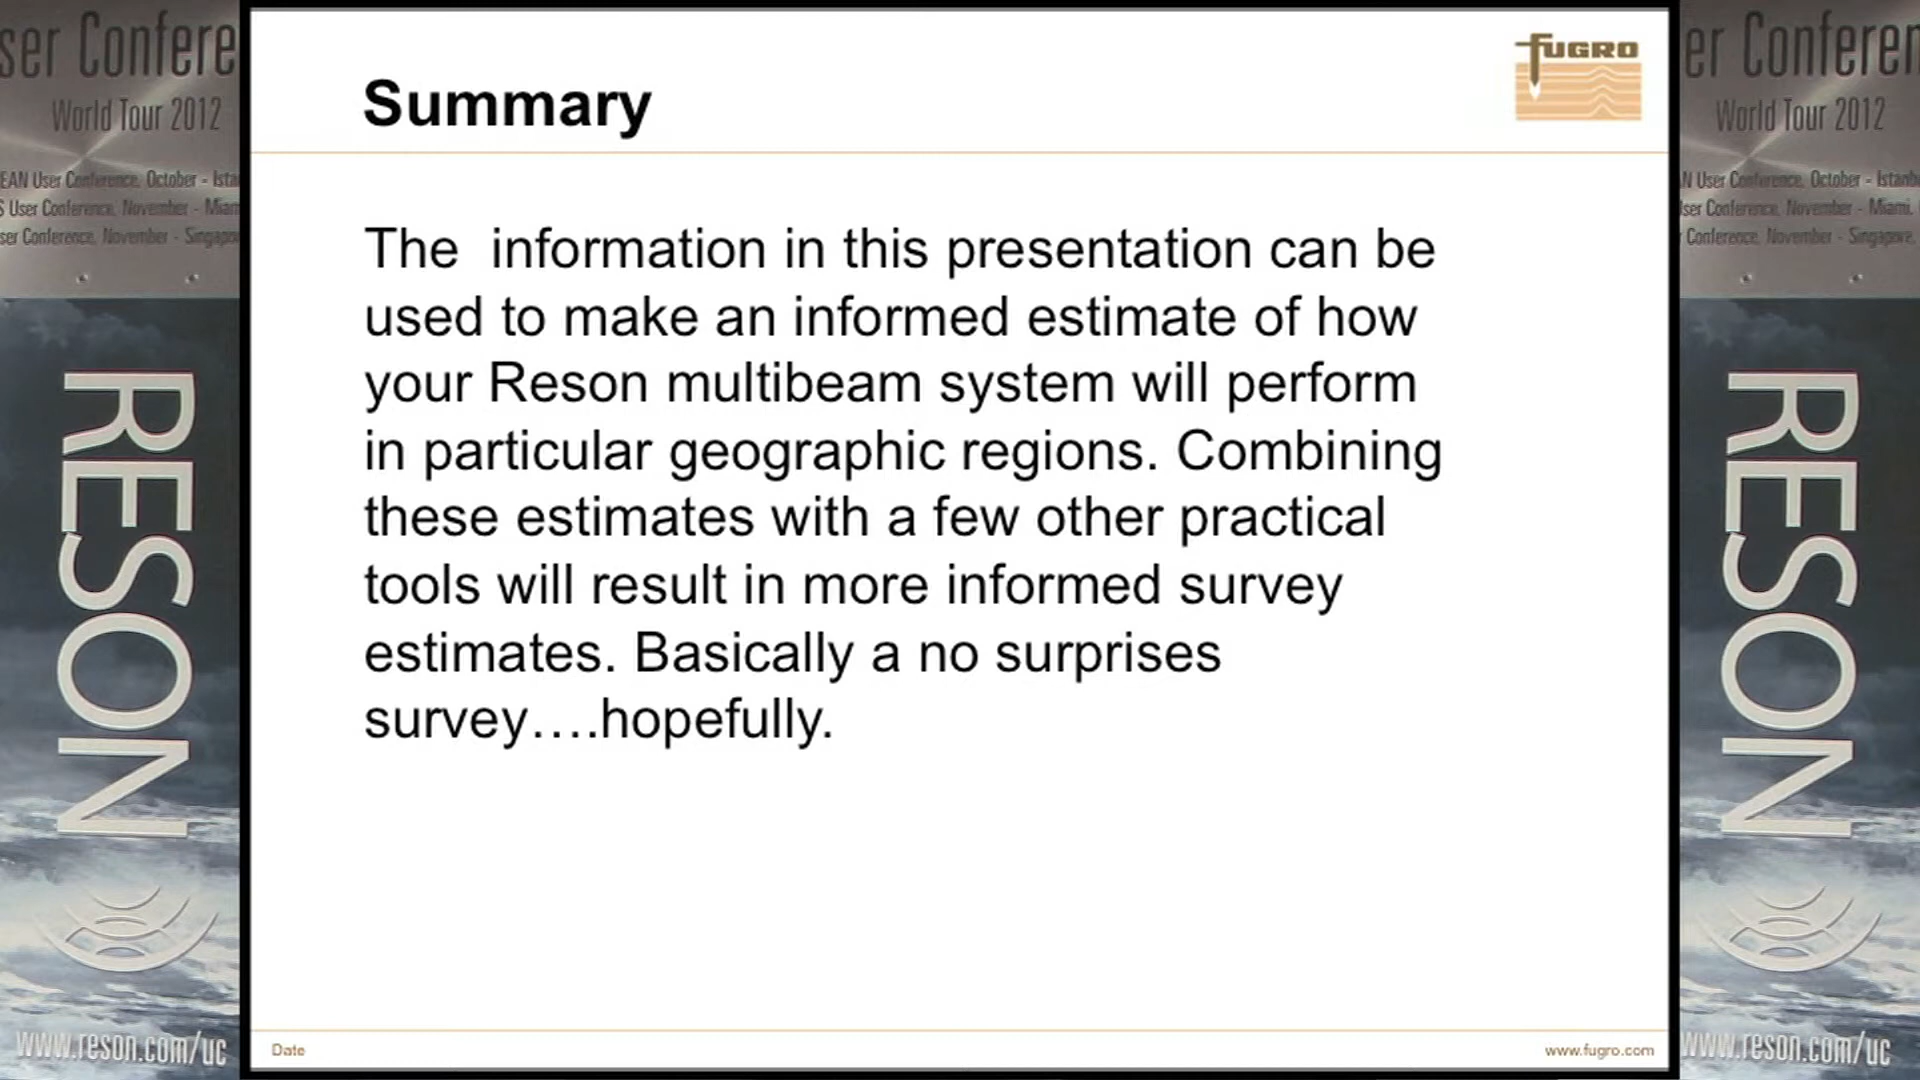 Summary
fUGRO
The information in this presentation can be
used to make an informed estimate of how
your Reson multibeam system will perform
in particular geographic regions. Combining
these estimates with a few other practical
tools will result in more informed survey
estimates. Basically a no surprises
survey….hopefully.
Date
www.fugro.com
ser Confere
World Tour 2012
EAN User Conference, October - Ista
S User Conference, November - Miam
ser Conference, November - Singapo
RESON
www.reson.com/uc
er Conferen
World Tour 2012
N User Conference, October - Istanb
ser Conference, November - Miami,
Conference, November - Singapore,
RESON
www.reson.com/uc